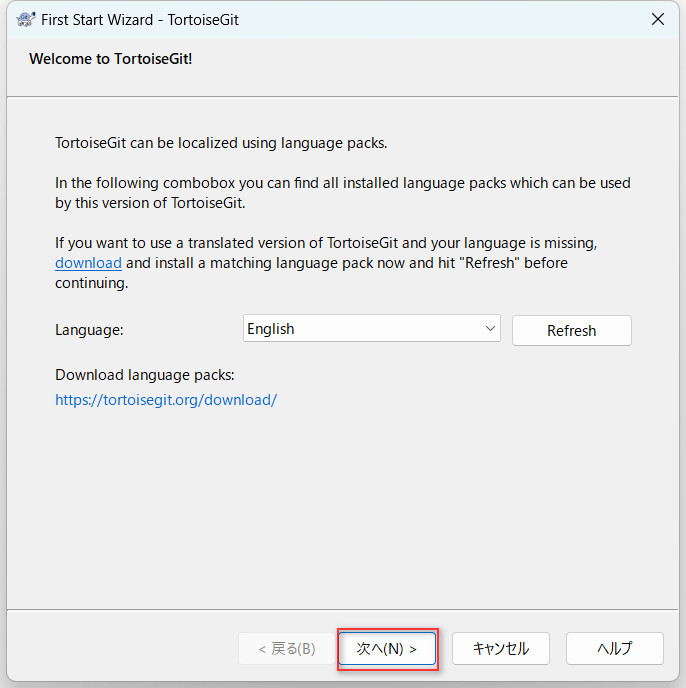 First Start Wizard - TortoiseGit
Welcome to TortoiseGit!
TortoiseGit can be localized using language packs.
In the following combobox you can find all installed language packs which can be used
by this version of TortoiseGit.
If you want to use a translated version of TortoiseGit and your language is missing,
download and install a matching language pack now and hit "Refresh" before
continuing.
Language: English Refresh
Download language packs:
https://tortoisegit.org/download/
< 戻る(B) 次へ(N) > キャンセル ヘルプ